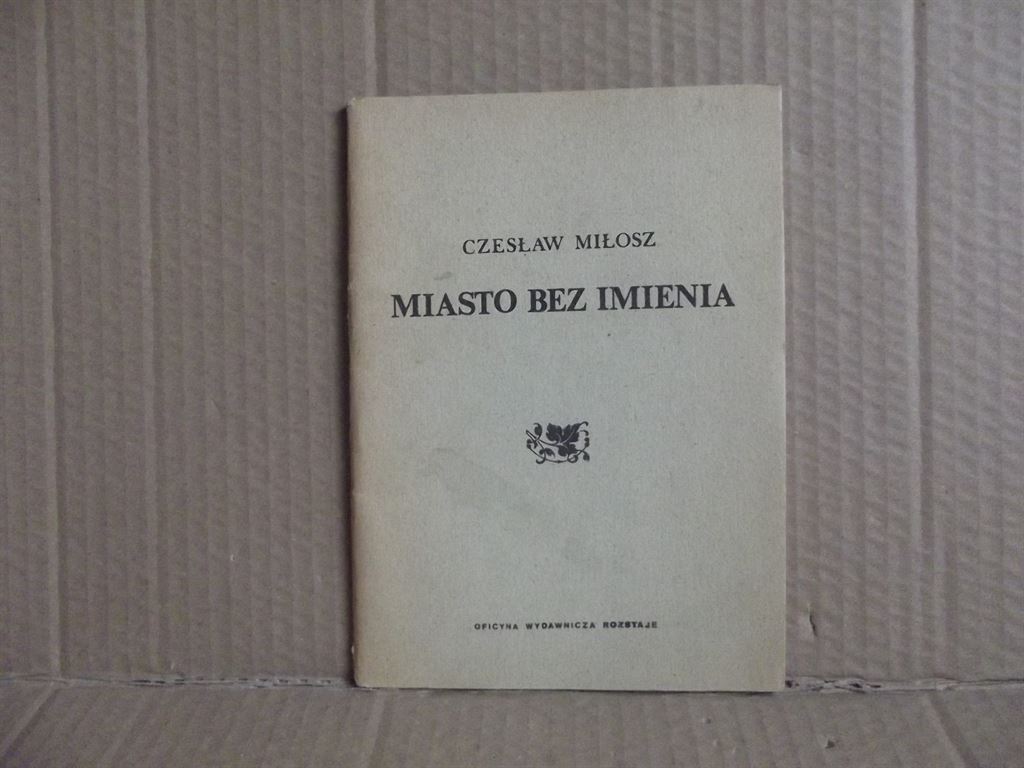 CZESŁAW MIŁOSZ
MIASTO BEZ IMIENIA
OFICYNA WYDAWNICZA ROZSTAJE